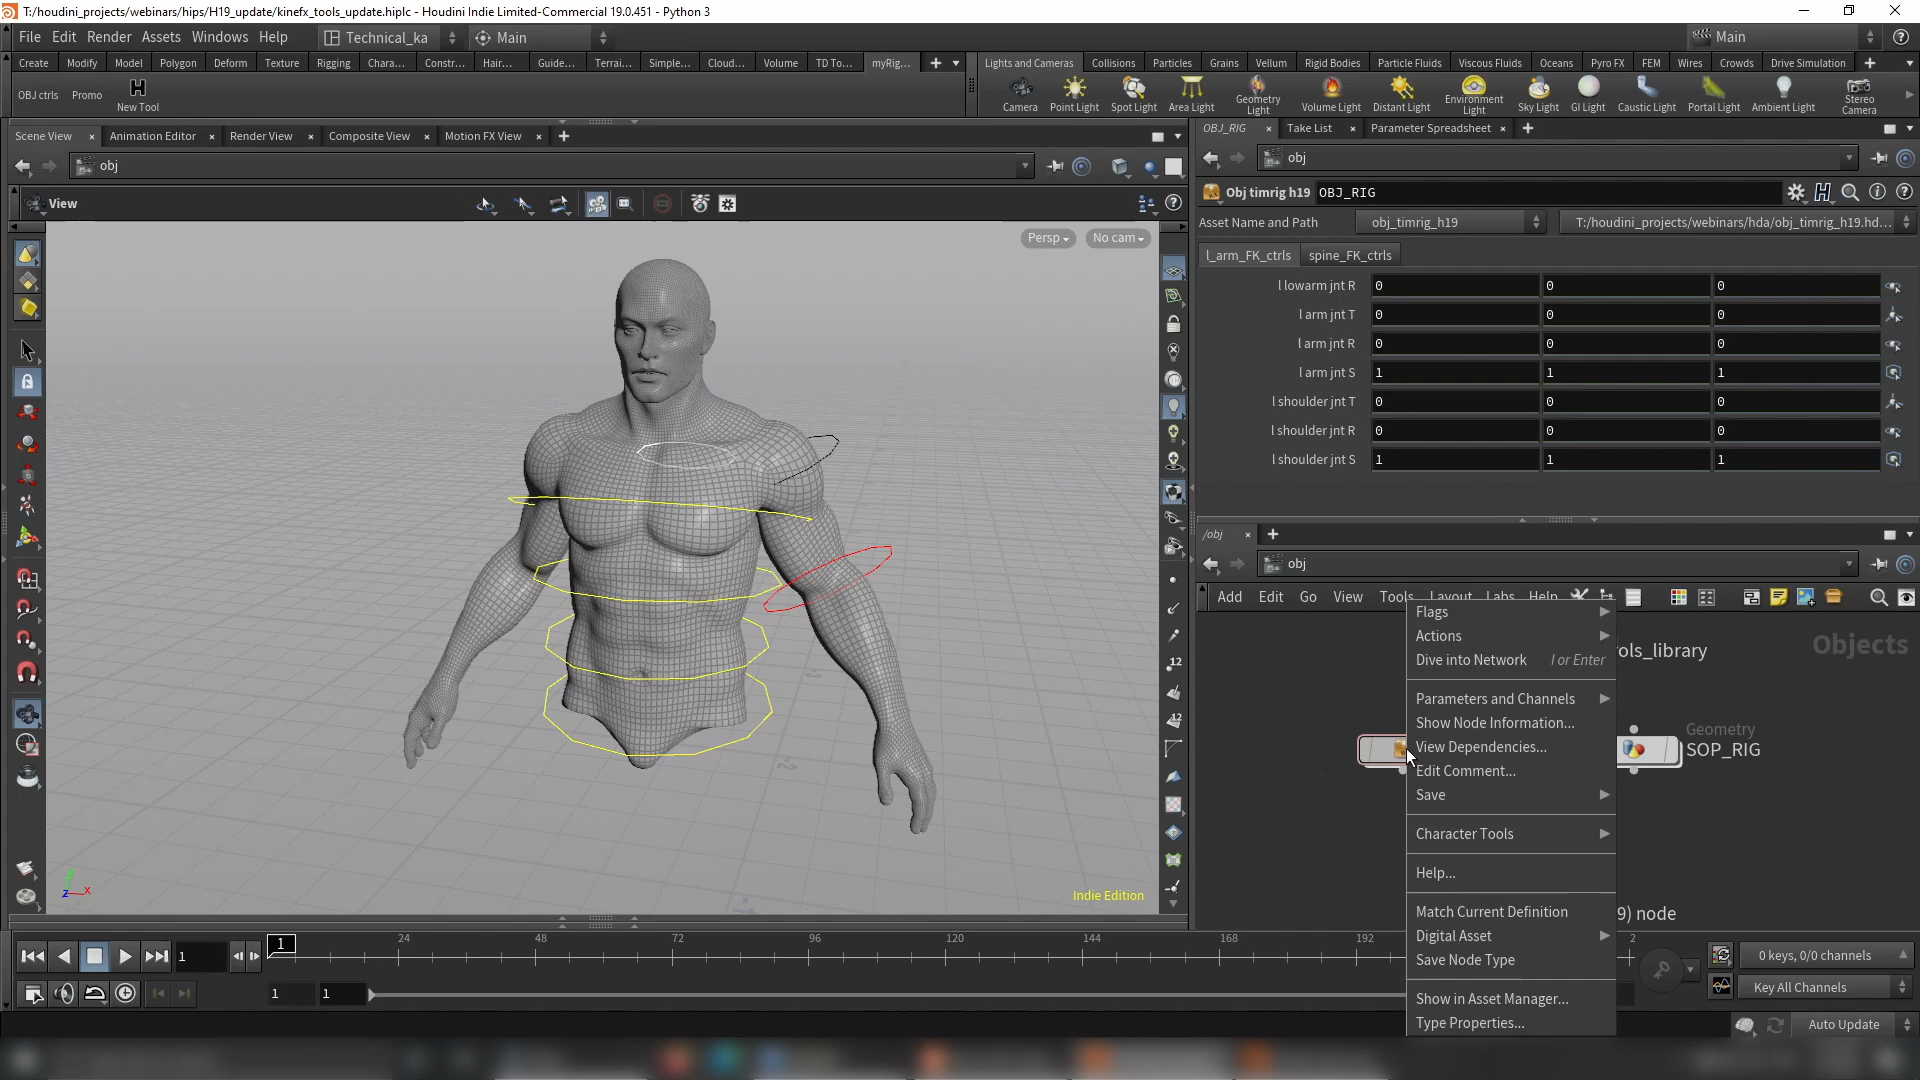 T:/houdini_projects/webinars/hips/H19_update/kinefx_tools_update.hiplc - Houdini Indie Limited-Commercial 19.0.451 - Python 3
File Edit Render Assets Windows Help Technical_ka Main Main
Create Modify Model Polygon Deform Texture Rigging Chara... Constr... Hair... Guide... Terrai... Simple... Cloud... Volume TD To... myRig...
Lights and Cameras Collisions Particles Grains Vellum Rigid Bodies Particle Fluids Viscous Fluids Oceans Pyro FX FEM Wires Crowds Drive Simulation
OBJ ctrls Promo New Tool
Camera Point Light Spot Light Area Light Geometry Light Volume Light Distant Light Environment Light Sky Light GI Light Caustic Light Portal Light Ambient Light Stereo Camera
Scene View Animation Editor Render View Composite View Motion FX View
OBJ_RIG Take List Parameter Spreadsheet
obj
obj
View
Obj timrig h19 OBJ_RIG
Asset Name and Path obj_timrig_h19 T:/houdini_projects/webinars/hda/obj_timrig_h19.hd...
Persp No cam
l_arm_FK_ctrls spine_FK_ctrls
l lowarm jnt R 0 0 0
l arm jnt T 0 0 0
l arm jnt R 0 0 0
l arm jnt S 1 1 1
l shoulder jnt T 0 0 0
l shoulder jnt R 0 0 0
l shoulder jnt S 1 1 1
/obj
obj
Add Edit Go View Tools Layout Labs Help
Flags
Actions
Dive into Network I or Enter
Parameters and Channels
Show Node Information...
View Dependencies...
Edit Comment...
Save
Character Tools
Help...
Match Current Definition
Digital Asset
Save Node Type
Show in Asset Manager...
Type Properties...
Objects
ols_library
Geometry
SOP_RIG
9) node
12
12
y
z x
Indie Edition
1 1 24 48 72 96 120 144 168 192 2
0 keys, 0/0 channels
1 1
Key All Channels
Auto Update